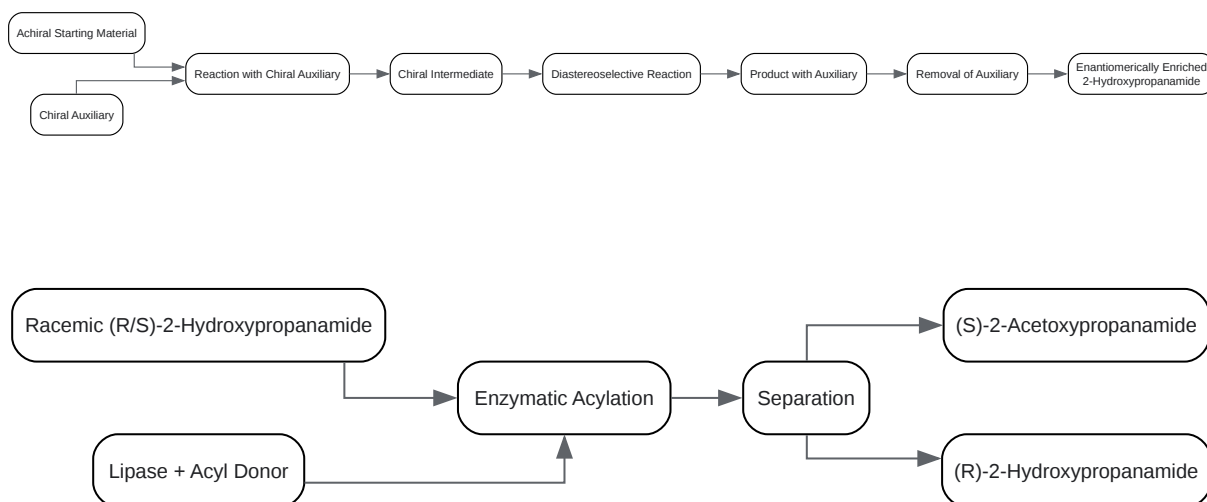 Achiral Starting Material
Chiral Auxiliary
Reaction with Chiral Auxiliary
Chiral Intermediate
Diastereoselective Reaction
Product with Auxiliary
Removal of Auxiliary
Enantiomerically Enriched
2-Hydroxypropanamide
Racemic (R/S)-2-Hydroxypropanamide
Lipase + Acyl Donor
Enzymatic Acylation
Separation
(S)-2-Acetoxypropanamide
(R)-2-Hydroxypropanamide